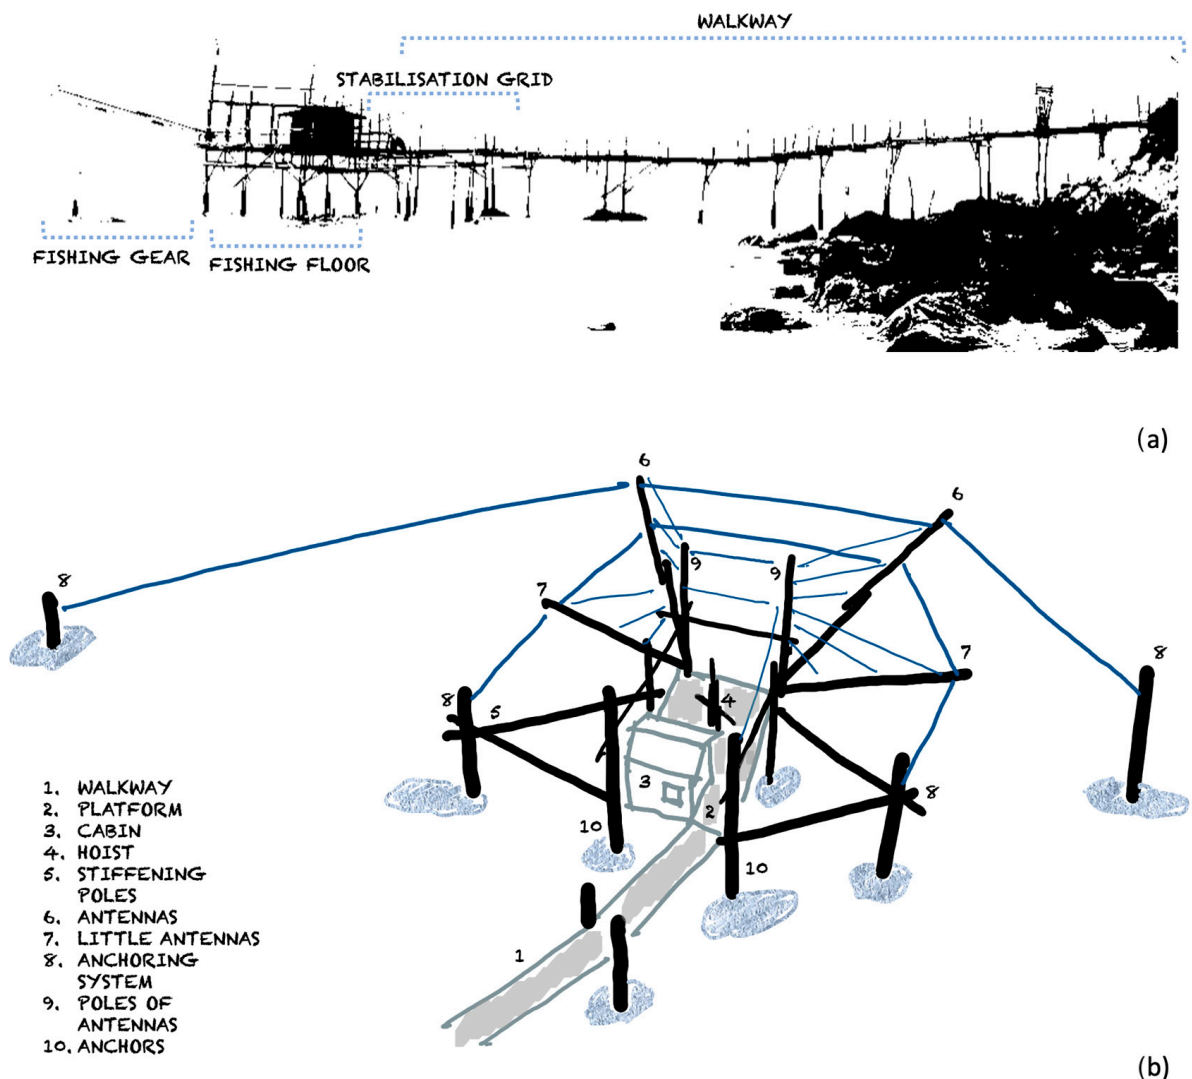 WALKWAY
STABILISATION GRID
FISHING GEAR
FISHING FLOOR
(a)
6
6
8
9
9
7
7
8
8
5
4
3
2
8
10
10
1
1. WALKWAY
2. PLATFORM
3. CABIN
4. HOIST
5. STIFFENING
POLES
6. ANTENNAS
7. LITTLE ANTENNAS
8. ANCHORING
SYSTEM
9. POLES OF
ANTENNAS
10. ANCHORS
(b)